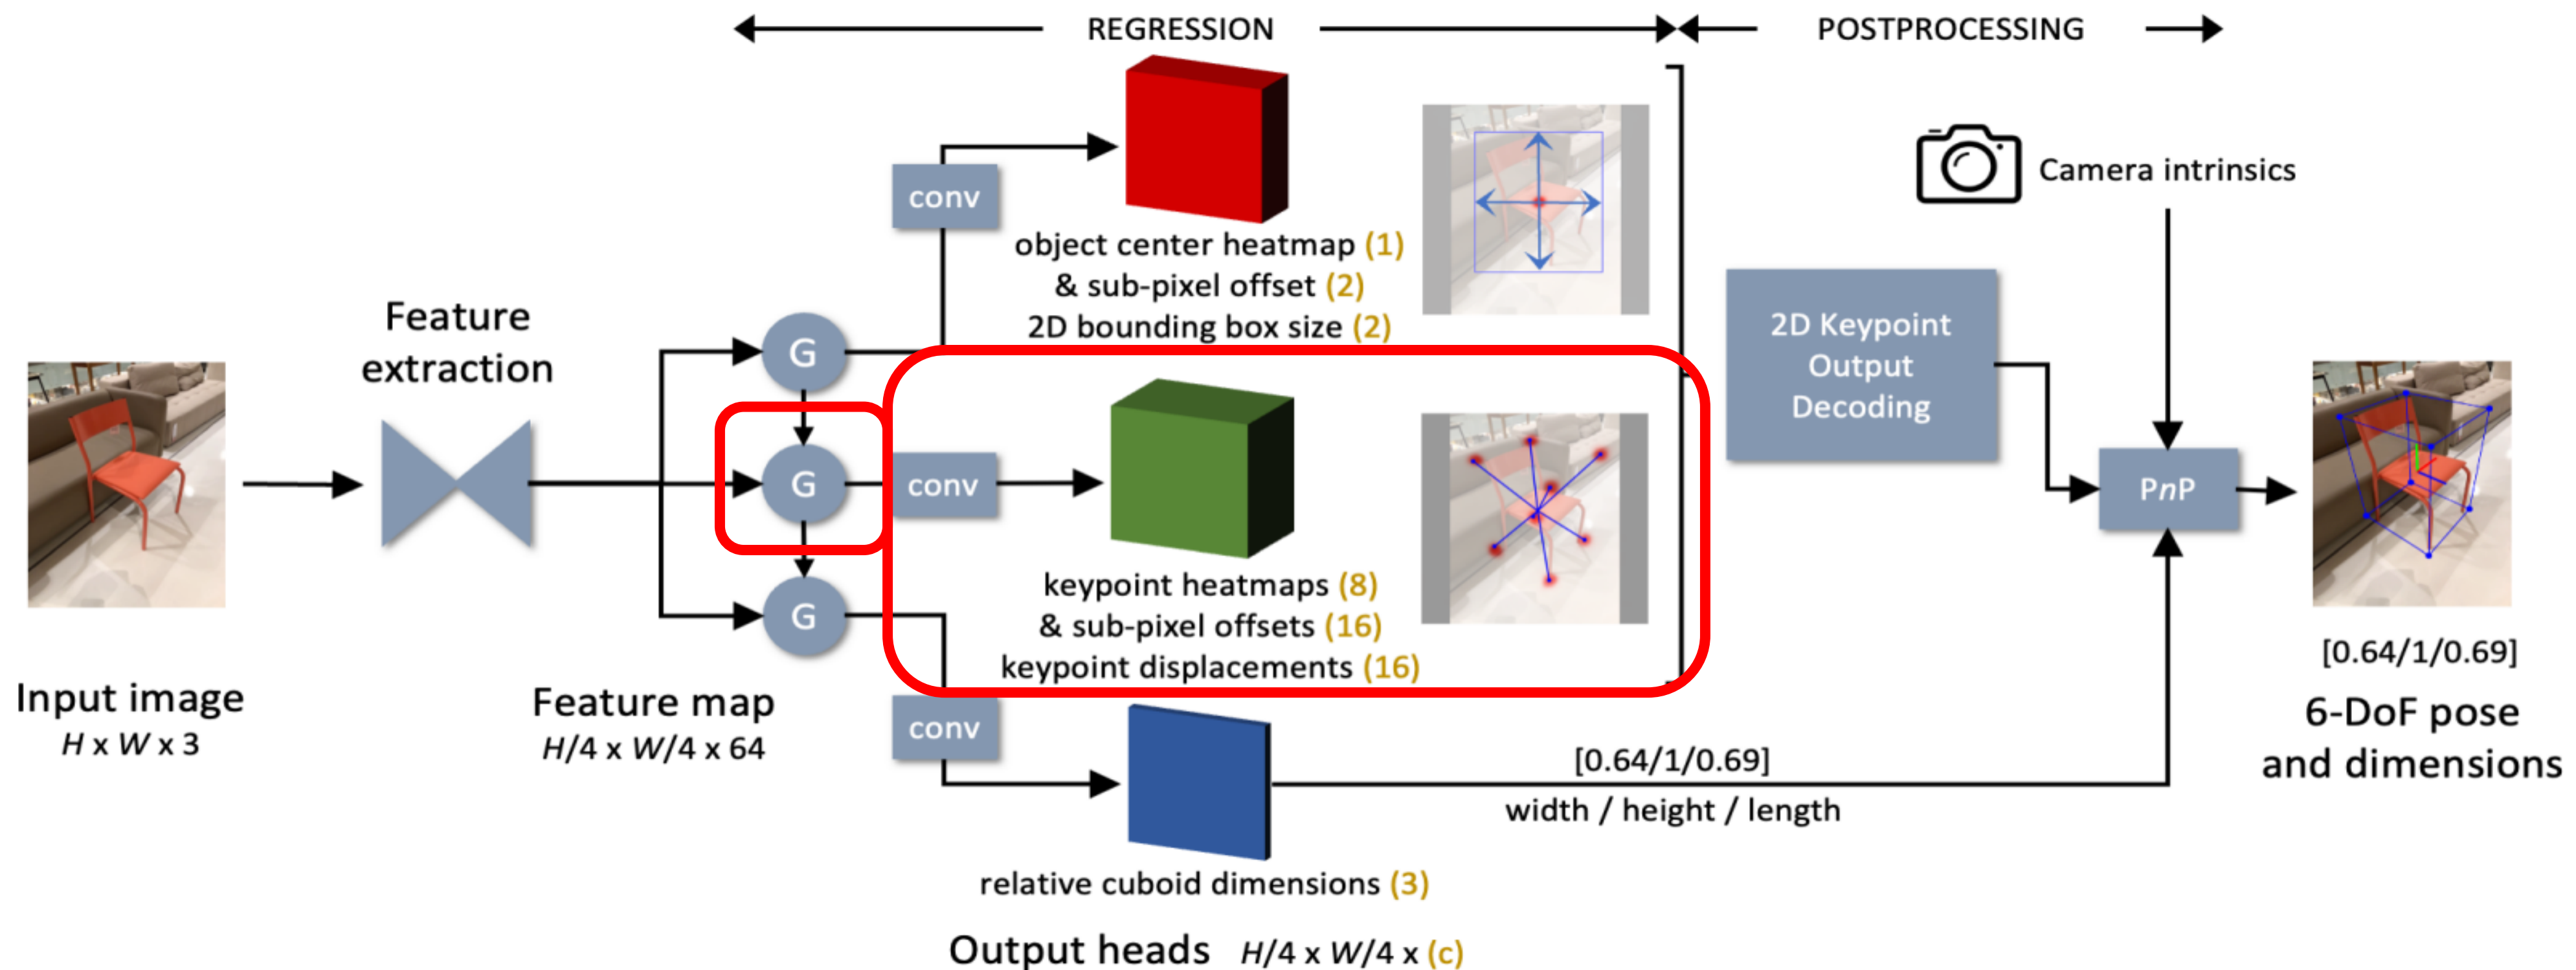 REGRESSION
POSTPROCESSING
conv
object center heatmap (1)
& sub-pixel offset (2)
2D bounding box size (2)
Camera intrinsics
Feature
extraction
G
G
G
conv
keypoint heatmaps (8)
& sub-pixel offsets (16)
keypoint displacements (16)
2D Keypoint
Output
Decoding
PnP
Input image
H x W x 3
Feature map
H/4 x W/4 x 64
conv
[0.64/1/0.69]
width / height / length
relative cuboid dimensions (3)
Output heads H/4 x W/4 x (c)
[0.64/1/0.69]
6-DoF pose
and dimensions